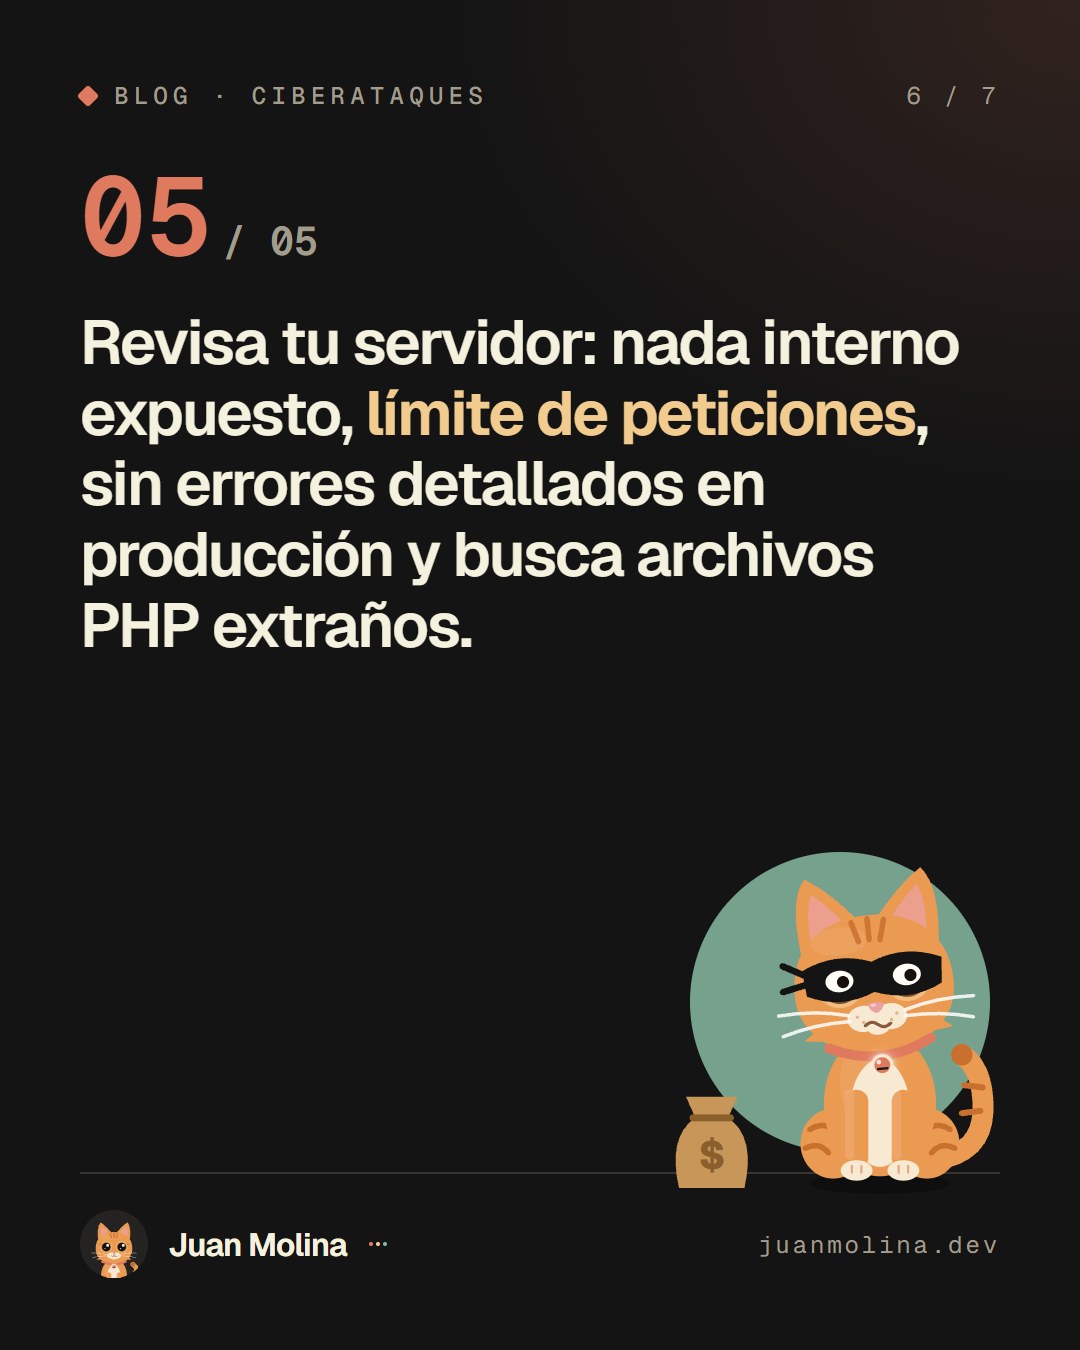 BLOG · CIBERATAQUES
6 / 7
05 / 05
Revisa tu servidor: nada interno
expuesto, límite de peticiones,
sin errores detallados en
producción y busca archivos
PHP extraños.
$
Juan Molina
juanmolina.dev